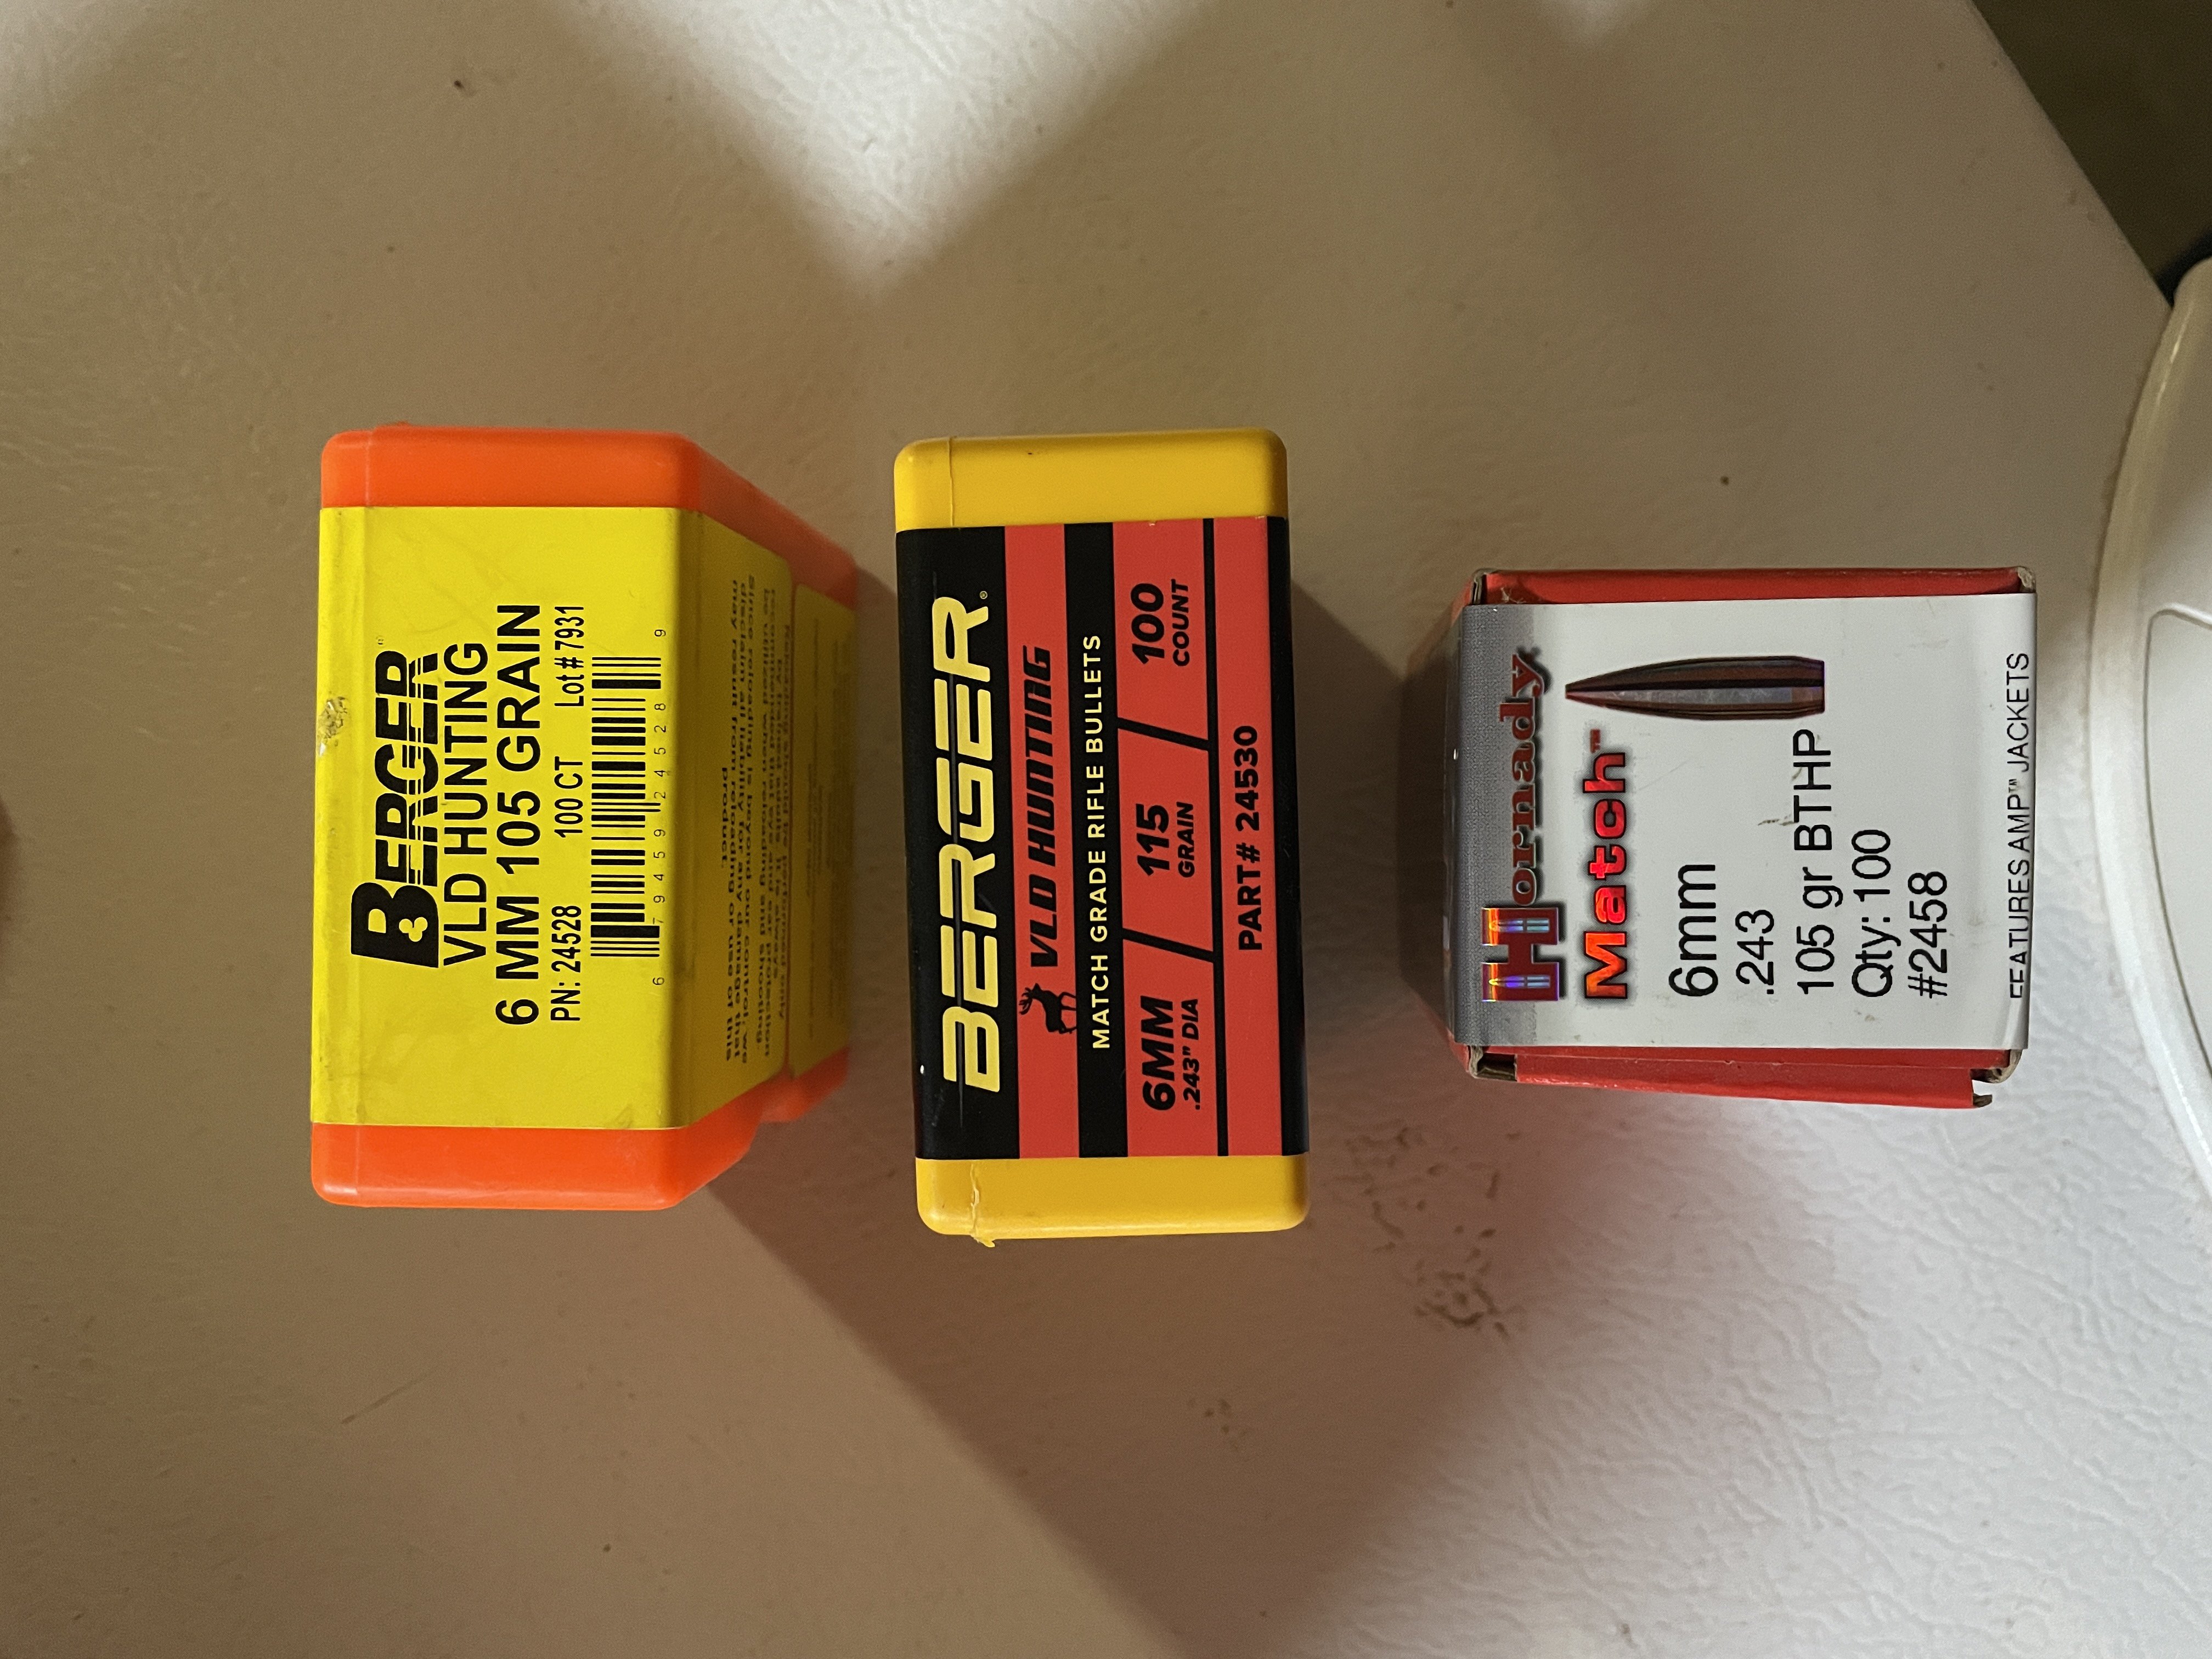 BERGER
VLD HUNTING
6 MM 105 GRAIN
PN: 24528 100 CT Lot # 7931
6 79459 24528 9
BERGER®
VLD HUNTING
MATCH GRADE RIFLE BULLETS
6MM 115 100
.243" DIA GRAIN COUNT
PART# 24530
Hornady®
Match™
6mm
.243
105 gr BTHP
Qty: 100
#2458
FEATURES AMP™ JACKETS